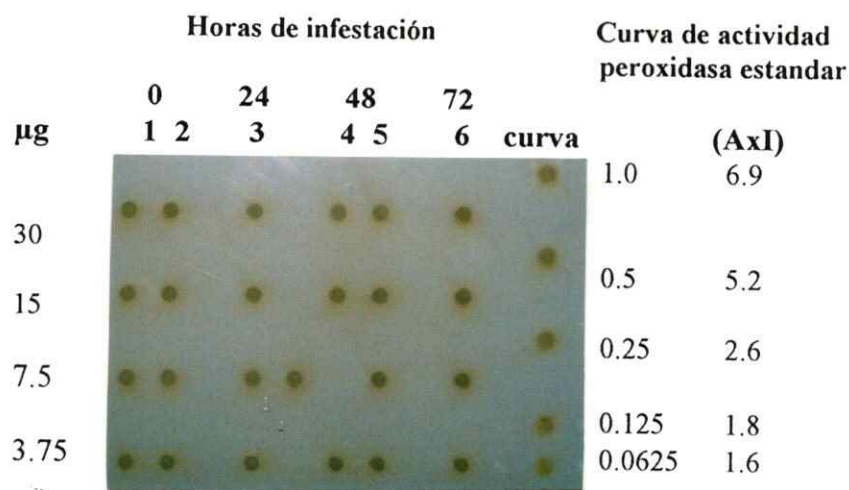 Horas de infestación
Curva de actividad
peroxidasa estandar
0 24 48 72
µg 1 2 3 4 5 6 curva (AxI)
1.0 6.9
30
0.5 5.2
15
0.25 2.6
7.5
0.125 1.8
3.75 0.0625 1.6